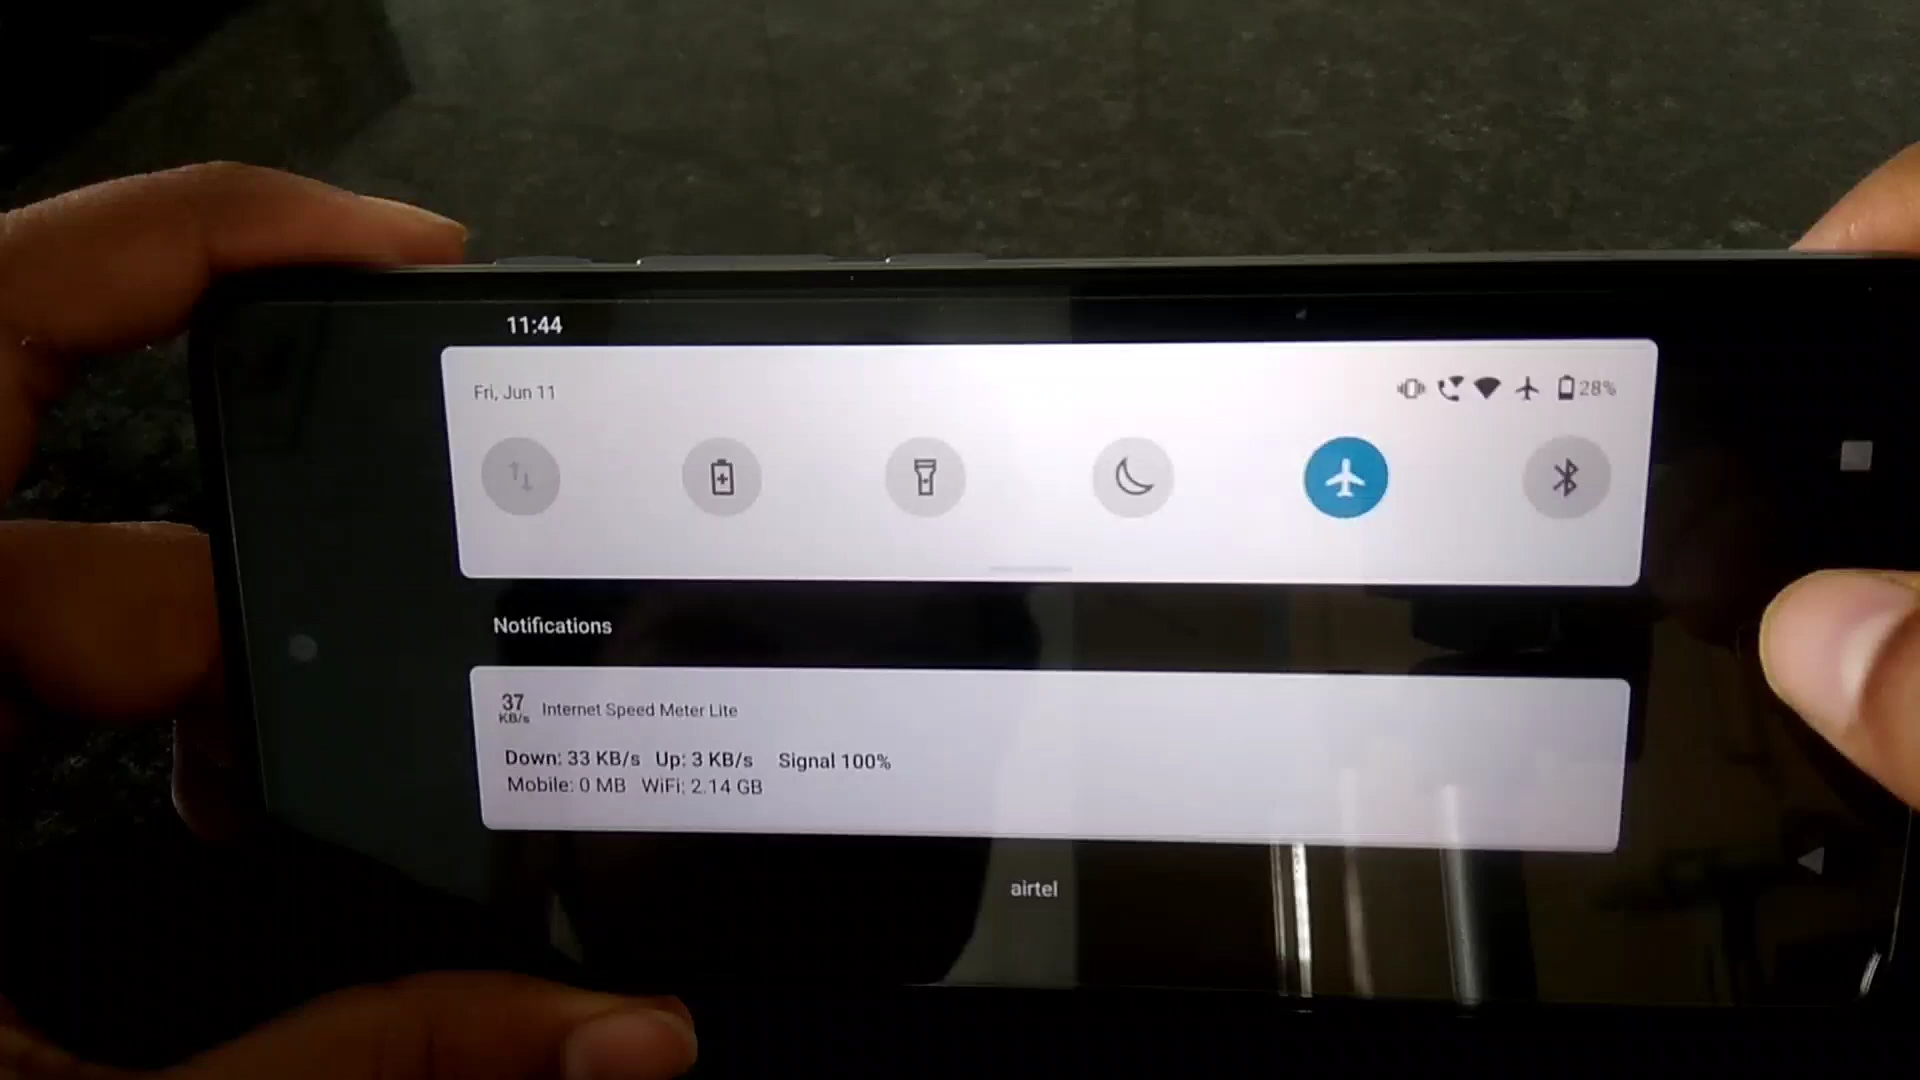 11:44
Fri, Jun 11
28%
Notifications
37
KB/s
Internet Speed Meter Lite
Down: 33 KB/s Up: 3 KB/s Signal 100%
Mobile: 0 MB WiFi: 2.14 GB
airtel